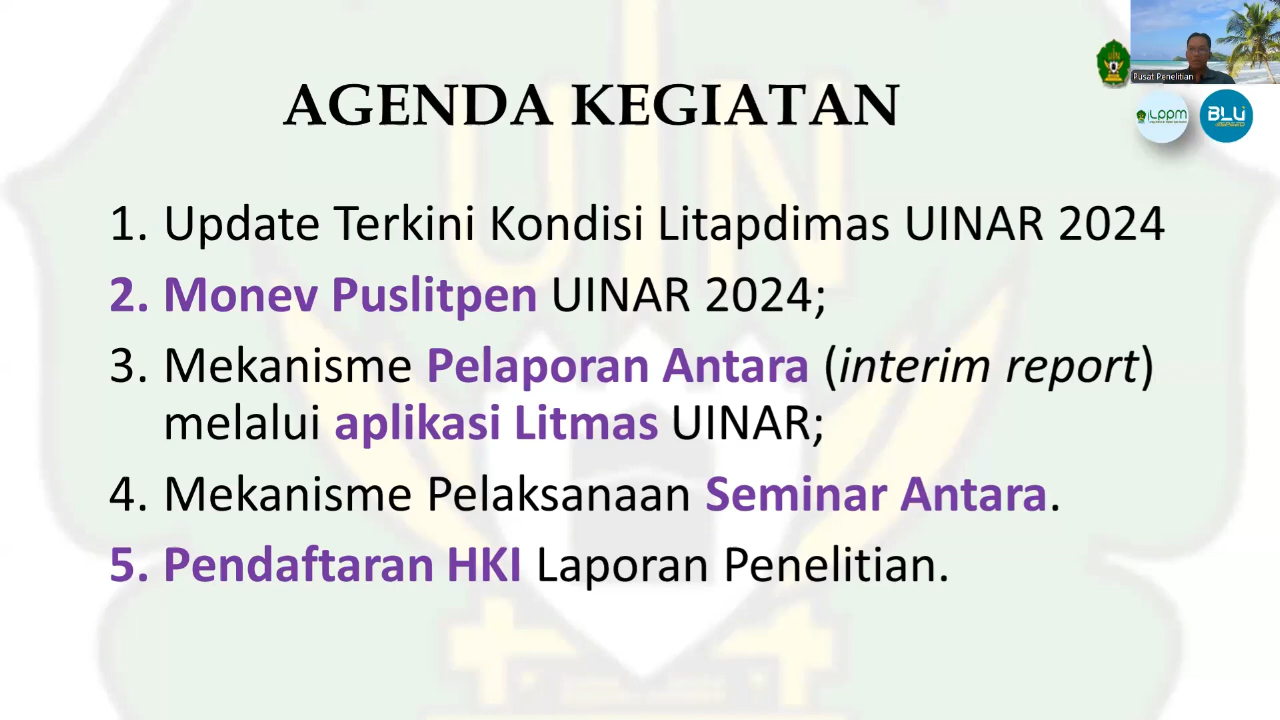 Pusat Penelitian
LPPM
BLU
UIN
AGENDA KEGIATAN
1. Update Terkini Kondisi Litapdimas UINAR 2024
2. Monev Puslitpen UINAR 2024;
3. Mekanisme Pelaporan Antara (interim report)
melalui aplikasi Litmas UINAR;
4. Mekanisme Pelaksanaan Seminar Antara.
5. Pendaftaran HKI Laporan Penelitian.